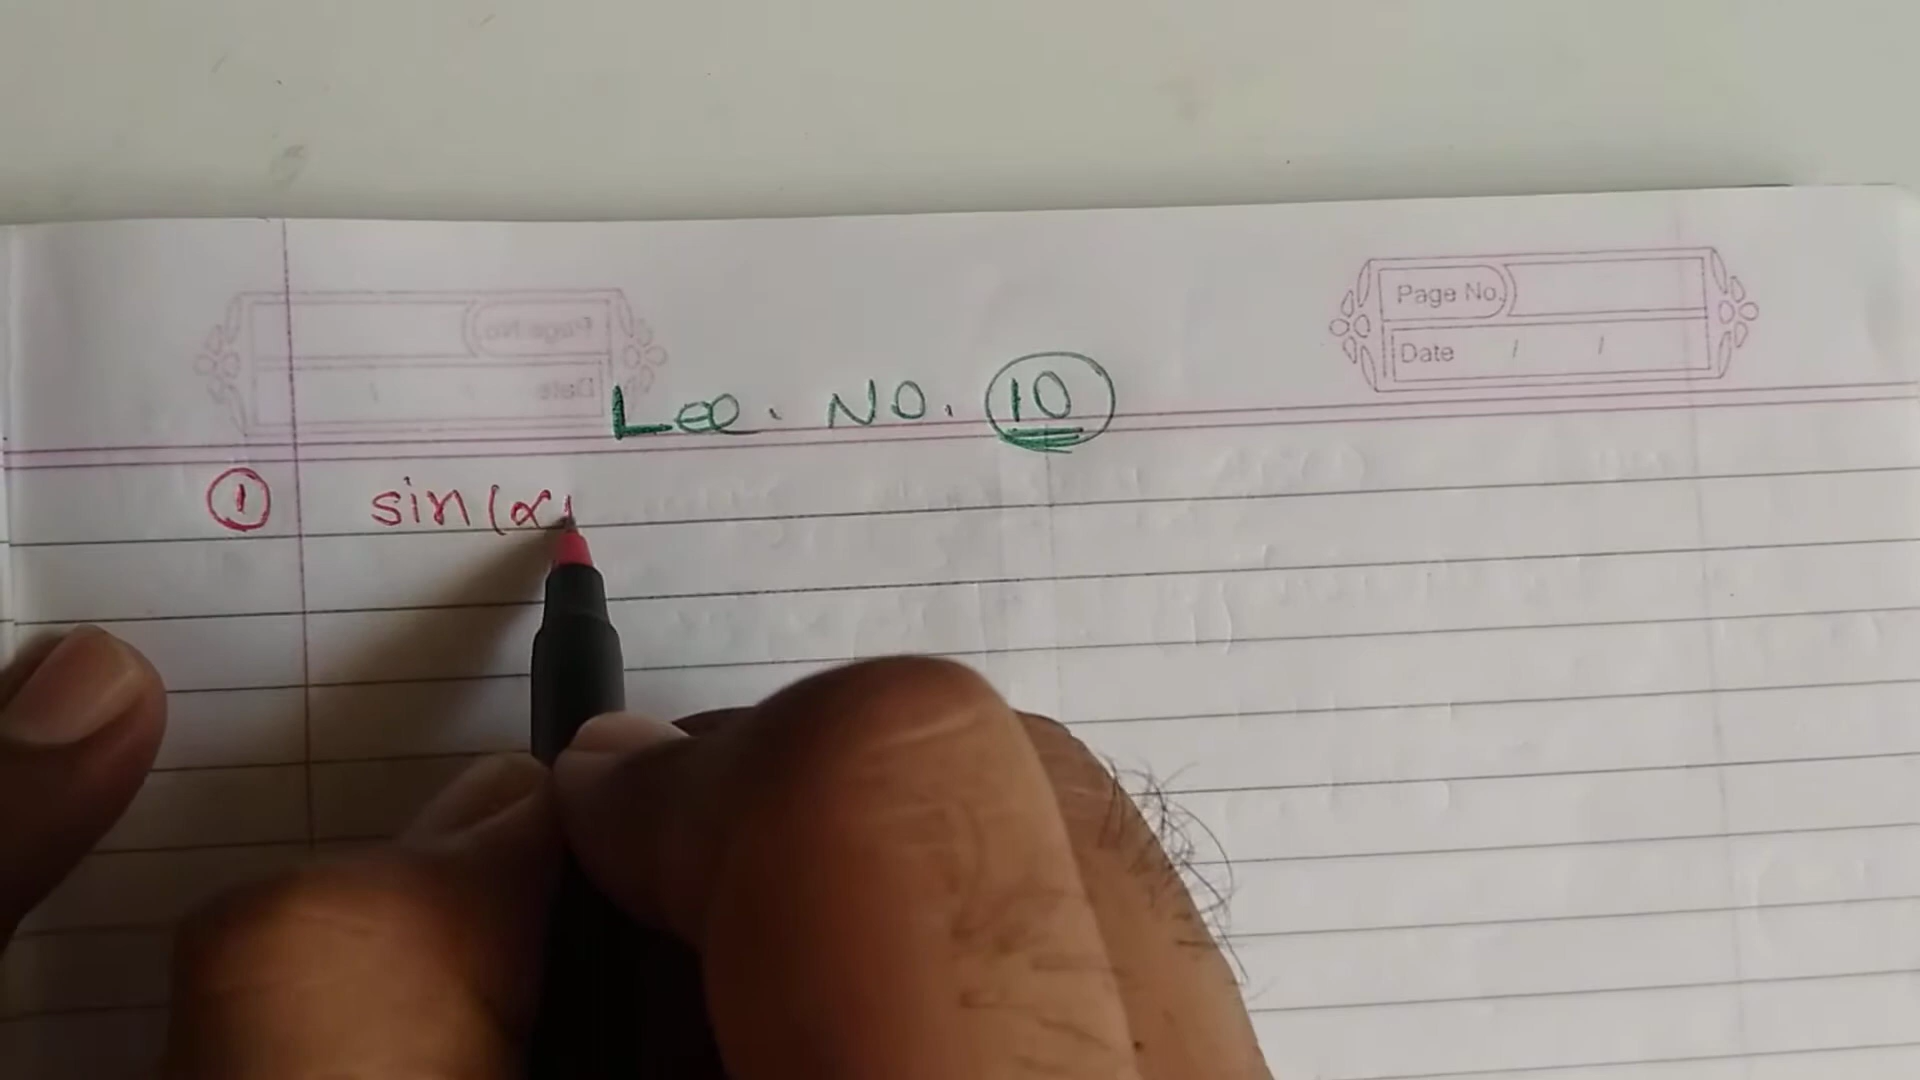 Page No.
Date / /
Lec. No. 10
① sin(α